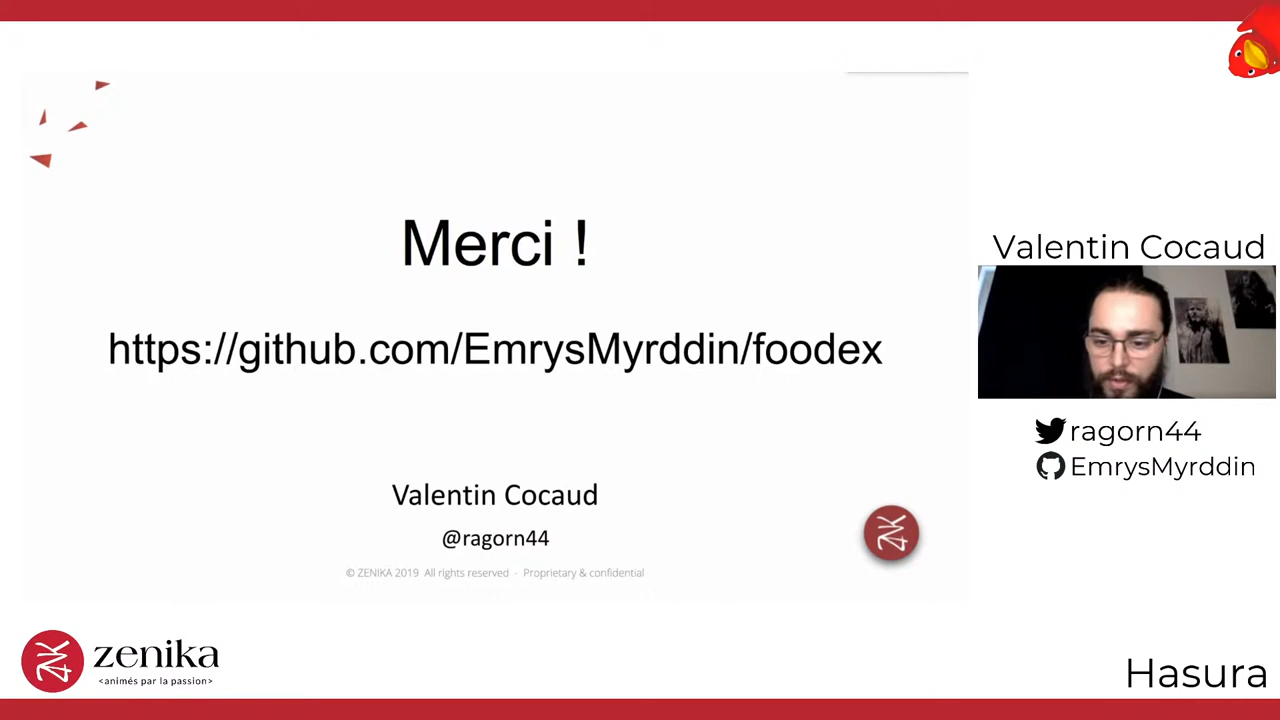 Merci !
https://github.com/EmrysMyrddin/foodex
Valentin Cocaud
@ragorn44
© ZENIKA 2019 All rights reserved - Proprietary & confidential
Valentin Cocaud
ragorn44
EmrysMyrddin
zenika
<animés par la passion>
Hasura